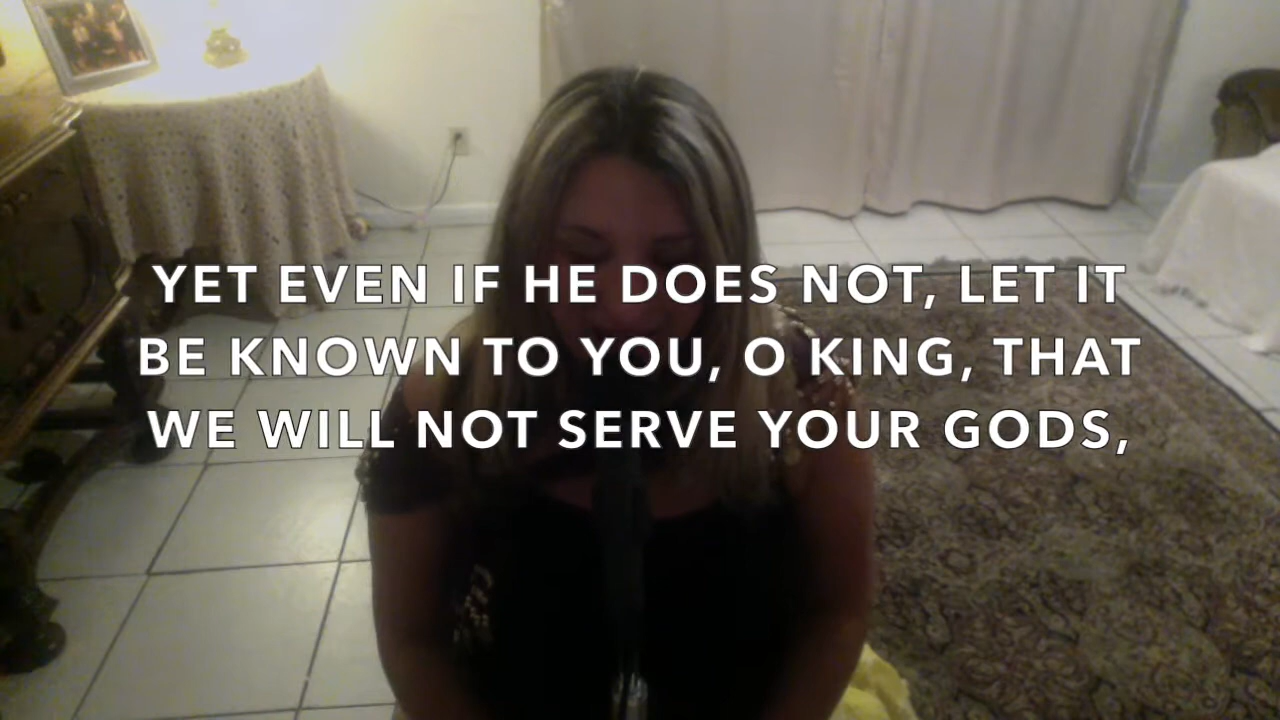 YET EVEN IF HE DOES NOT, LET IT
BE KNOWN TO YOU, O KING, THAT
WE WILL NOT SERVE YOUR GODS,